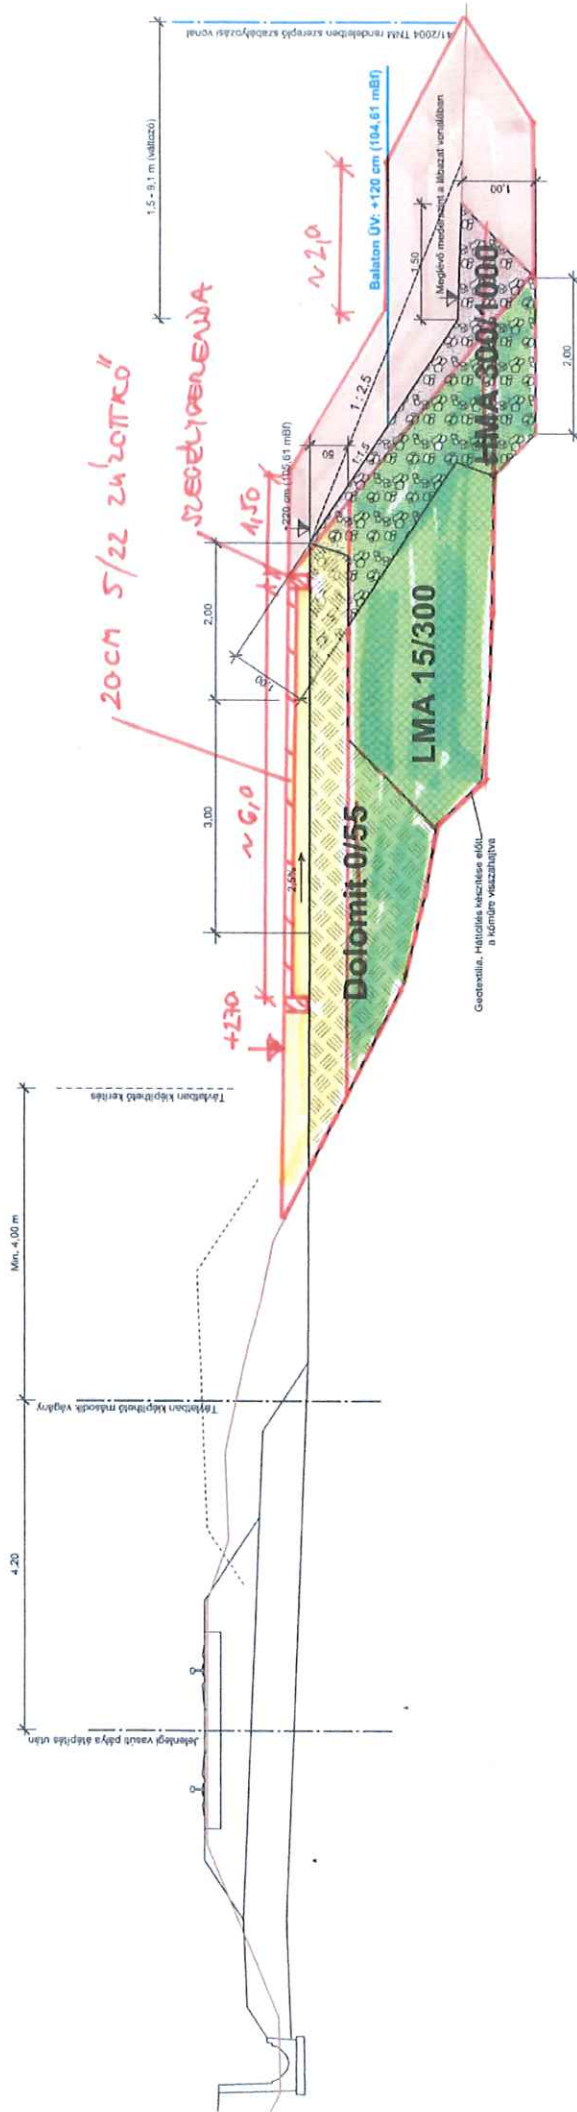 4,20
Min. 4,00 m
1,5 - 9,1 m (változó)
41/2004 TNM rendeletben szereplő szabályozási vonal
~2,0
Balaton ÜV: +120 cm (104,61 mBf)
Meglévő mederszint a lábazat vonalában
1,00
3,50
2,00
20 CM 5/22 ZÚZOTTKŐ"
SZEGÉLYGERENDA
1,50
+220 cm (105,61 mBf)
50
1 : 2,5
1:1,5
2,00
1,00
3,00
~6,0
2,5%
+270
LMA 300/1000
LMA 15/300
Dolomit 0/55
Geotextilia, Háttöltés készítése előtt
a kőműre visszahajtva
Távlatban kiépíthető kerítés
Távlatban kiépíthető második vágány
Jelenlegi vasúti pálya átépítés után